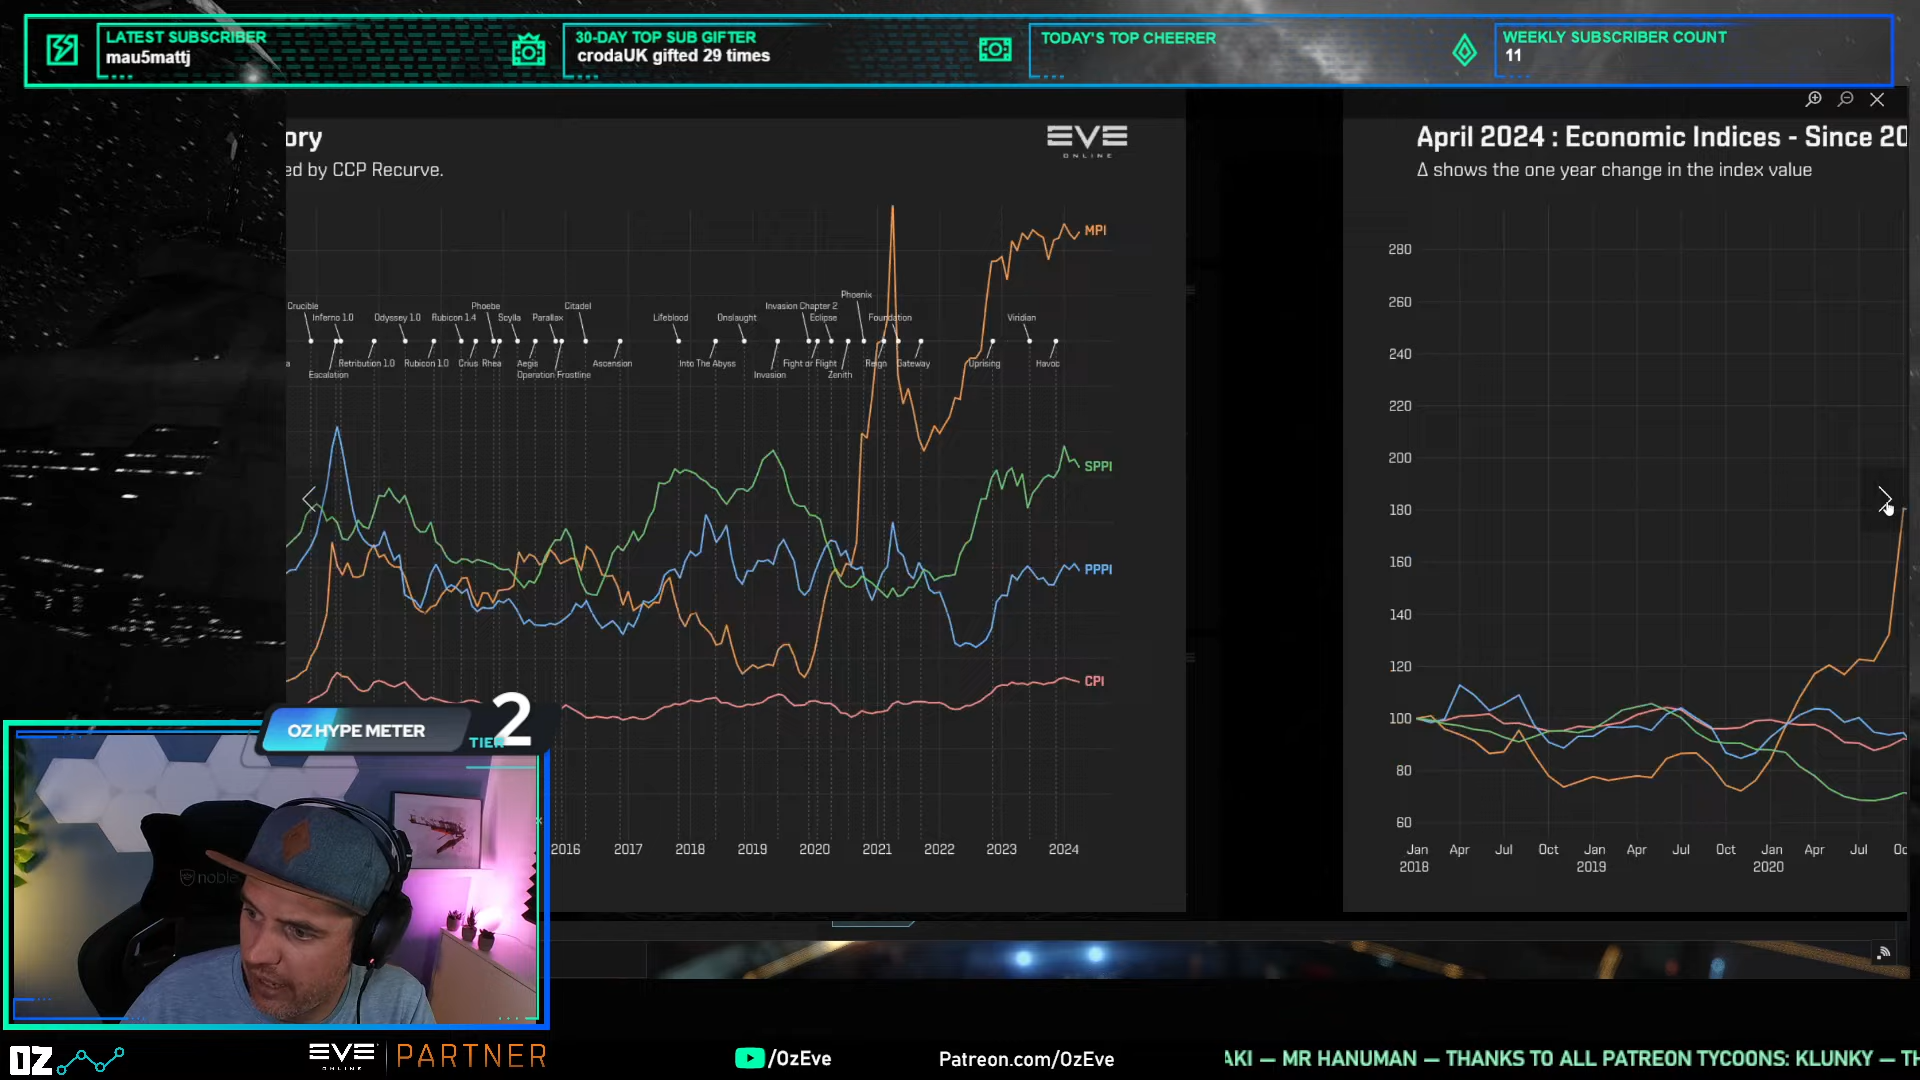 LATEST SUBSCRIBER
mau5mattj
30-DAY TOP SUB GIFTER
crodaUK gifted 29 times
TODAY'S TOP CHEERER
WEEKLY SUBSCRIBER COUNT
11
ory
ed by CCP Recurve.
EVE
ONLINE
MPI
Phoenix
Crucible Phoebe Citadel Invasion Chapter 2
Inferno 1.0 Odyssey 1.0 Rubicon 1.4 Scylla Parallax Lifeblood Onslaught Eclipse Foundation Viridian
a Retribution 1.0 Rubicon 1.0 Crius Rhea Aegis Ascension Into The Abyss Fight or Flight Reign Gateway Uprising Havoc
Escalation Operation Frostline Invasion Zenith
SPPI
PPPI
CPI
2016 2017 2018 2019 2020 2021 2022 2023 2024
April 2024 : Economic Indices - Since 20
Δ shows the one year change in the index value
280
260
240
220
200
180
160
140
120
100
80
60
Jan Apr Jul Oct Jan Apr Jul Oct Jan Apr Jul Oc
2018 2019 2020
OZ HYPE METER
TIER 2
noble
OZ
EVE
ONLINE
PARTNER
/OzEve
Patreon.com/OzEve
AKI — MR HANUMAN — THANKS TO ALL PATREON TYCOONS: KLUNKY — TH